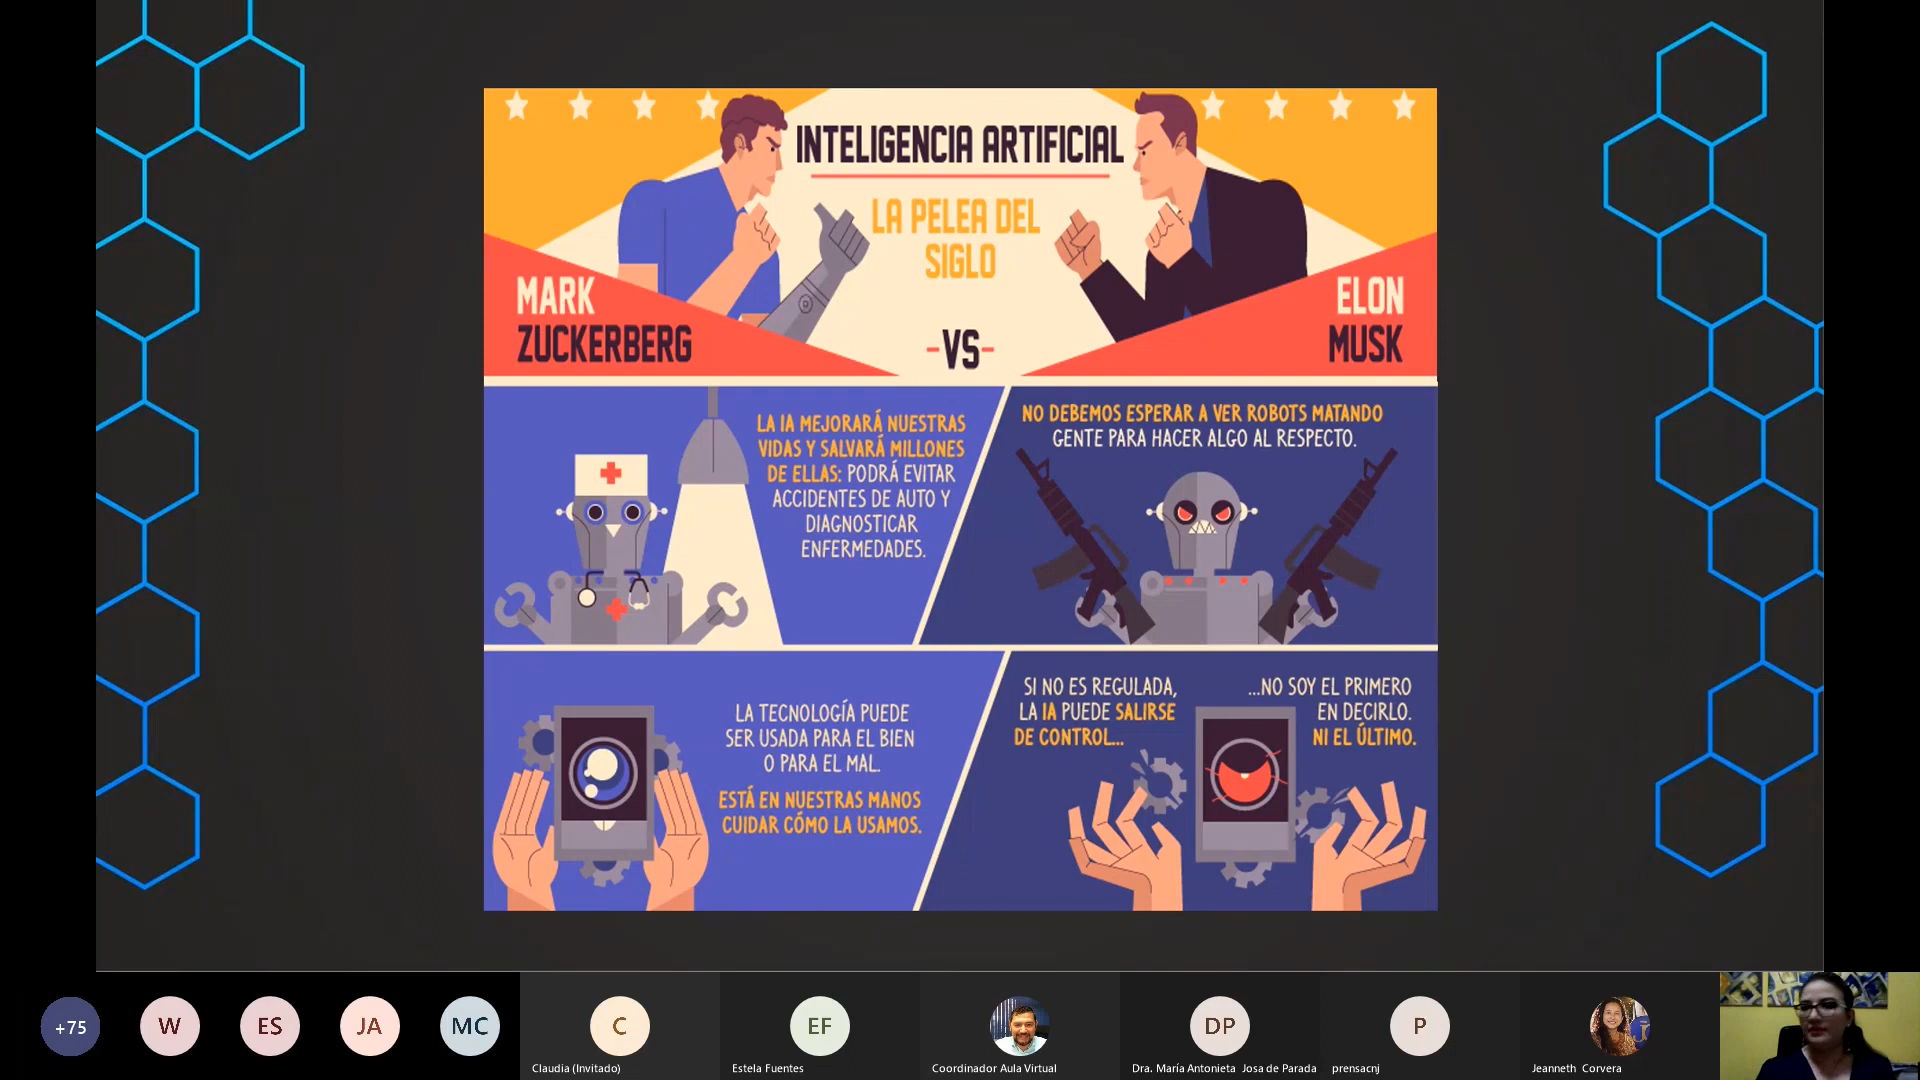 INTELIGENCIA ARTIFICIAL
LA PELEA DEL
SIGLO
MARK
ZUCKERBERG
-VS-
ELON
MUSK
LA IA MEJORARÁ NUESTRAS
VIDAS Y SALVARÁ MILLONES
DE ELLAS: PODRÁ EVITAR
ACCIDENTES DE AUTO Y
DIAGNOSTICAR
ENFERMEDADES.
NO DEBEMOS ESPERAR A VER ROBOTS MATANDO
GENTE PARA HACER ALGO AL RESPECTO.
LA TECNOLOGÍA PUEDE
SER USADA PARA EL BIEN
O PARA EL MAL.
ESTÁ EN NUESTRAS MANOS
CUIDAR CÓMO LA USAMOS.
SI NO ES REGULADA,
LA IA PUEDE SALIRSE
DE CONTROL...
...NO SOY EL PRIMERO
EN DECIRLO.
NI EL ÚLTIMO.
+75
W
ES
JA
MC
C
Claudia (Invitado)
EF
Estela Fuentes
Coordinador Aula Virtual
DP
Dra. María Antonieta Josa de Parada
P
prensacnj
Jeanneth Corvera